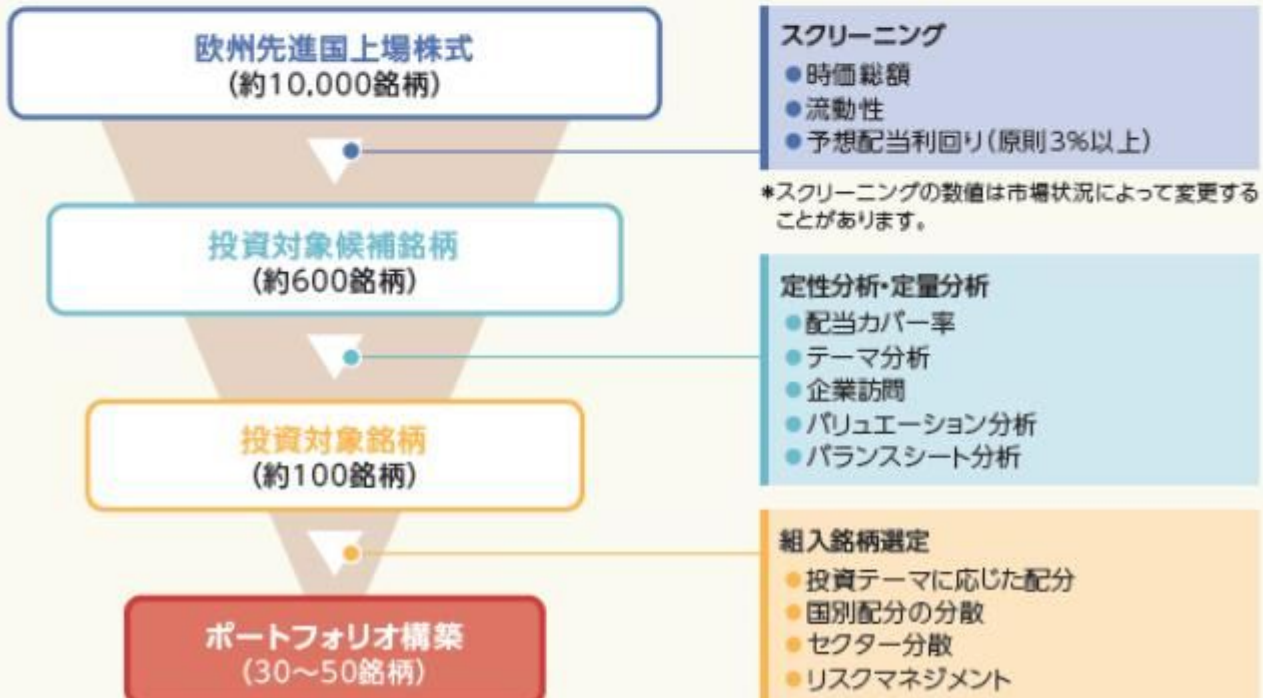 欧州先進国上場株式
(約10,000銘柄)
スクリーニング
●時価総額
●流動性
●予想配当利回り(原則3%以上)
*スクリーニングの数値は市場状況によって変更する
ことがあります。
投資対象候補銘柄
(約600銘柄)
定性分析・定量分析
●配当カバー率
●テーマ分析
●企業訪問
●バリュエーション分析
●バランスシート分析
投資対象銘柄
(約100銘柄)
組入銘柄選定
●投資テーマに応じた配分
●国別配分の分散
●セクター分散
●リスクマネジメント
ポートフォリオ構築
(30〜50銘柄)